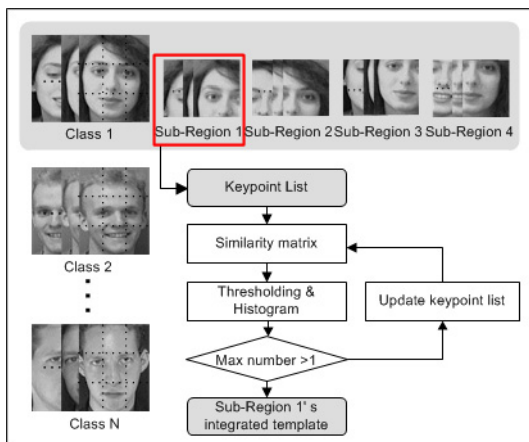 Class 1
Sub-Region 1
Sub-Region 2
Sub-Region 3
Sub-Region 4
Class 2
Class N
Keypoint List
Similarity matrix
Thresholding &
Histogram
Update keypoint list
Max number >1
Sub-Region 1' s
integrated template